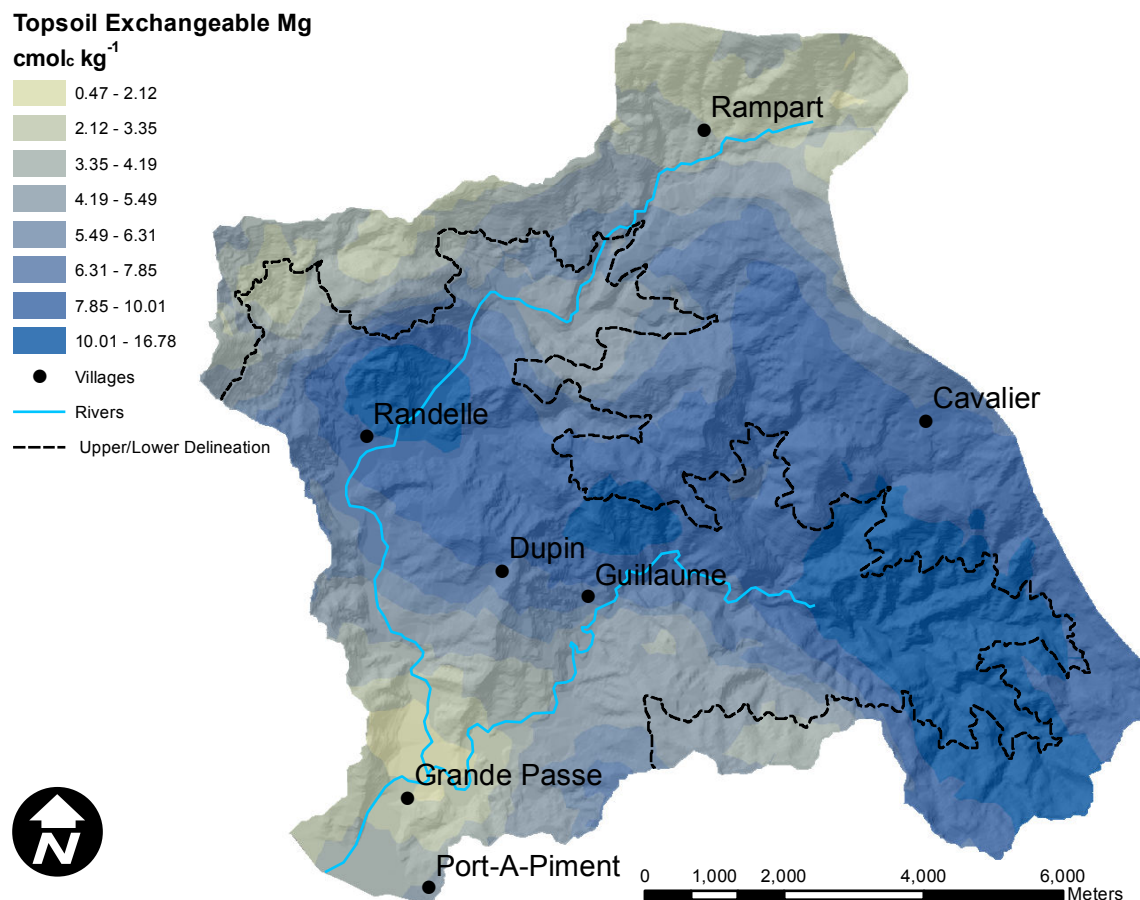 Topsoil Exchangeable Mg
cmolc kg-1
0.47 - 2.12
2.12 - 3.35
3.35 - 4.19
4.19 - 5.49
5.49 - 6.31
6.31 - 7.85
7.85 - 10.01
10.01 - 16.78
Villages
Rivers
Upper/Lower Delineation
Rampart
Cavalier
Randelle
Dupin
Guillaume
Grande Passe
Port-A-Piment
N
0 1,000 2,000 4,000 6,000
Meters